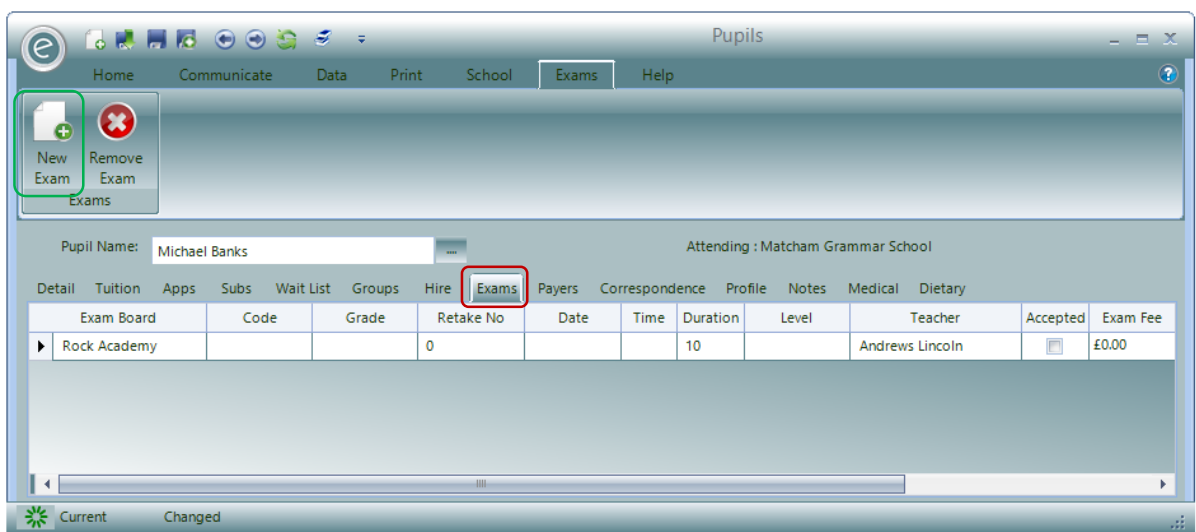 e Pupils
Home Communicate Data Print School Exams Help ?
New Remove
Exam Exam
Exams
Pupil Name: Michael Banks ... Attending : Matcham Grammar School
Detail Tuition Apps Subs Wait List Groups Hire Exams Payers Correspondence Profile Notes Medical Dietary
Exam Board Code Grade Retake No Date Time Duration Level Teacher Accepted Exam Fee
Rock Academy 0 10 Andrews Lincoln £0.00
Current Changed